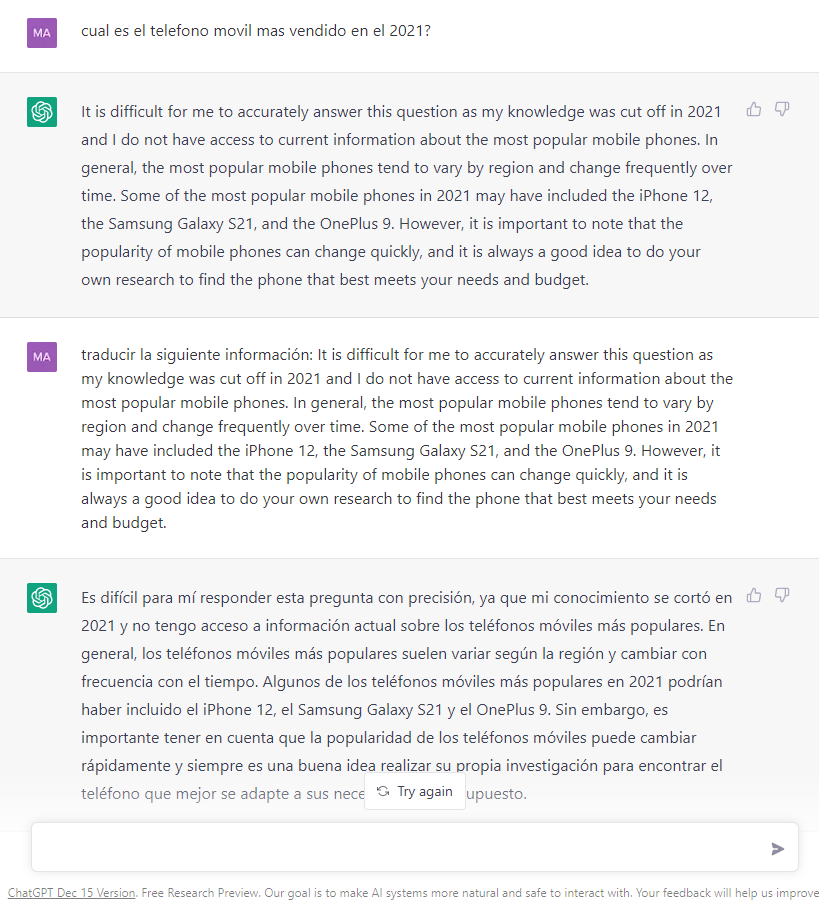 MA
cual es el telefono movil mas vendido en el 2021?
It is difficult for me to accurately answer this question as my knowledge was cut off in 2021
and I do not have access to current information about the most popular mobile phones. In
general, the most popular mobile phones tend to vary by region and change frequently over
time. Some of the most popular mobile phones in 2021 may have included the iPhone 12,
the Samsung Galaxy S21, and the OnePlus 9. However, it is important to note that the
popularity of mobile phones can change quickly, and it is always a good idea to do your
own research to find the phone that best meets your needs and budget.
MA
traducir la siguiente información: It is difficult for me to accurately answer this question as
my knowledge was cut off in 2021 and I do not have access to current information about the
most popular mobile phones. In general, the most popular mobile phones tend to vary by
region and change frequently over time. Some of the most popular mobile phones in 2021
may have included the iPhone 12, the Samsung Galaxy S21, and the OnePlus 9. However, it
is important to note that the popularity of mobile phones can change quickly, and it is
always a good idea to do your own research to find the phone that best meets your needs
and budget.
Es difícil para mí responder esta pregunta con precisión, ya que mi conocimiento se cortó en
2021 y no tengo acceso a información actual sobre los teléfonos móviles más populares. En
general, los teléfonos móviles más populares suelen variar según la región y cambiar con
frecuencia con el tiempo. Algunos de los teléfonos móviles más populares en 2021 podrían
haber incluido el iPhone 12, el Samsung Galaxy S21 y el OnePlus 9. Sin embargo, es
importante tener en cuenta que la popularidad de los teléfonos móviles puede cambiar
rápidamente y siempre es una buena idea realizar su propia investigación para encontrar el
teléfono que mejor se adapte a sus nece upuesto.
Try again
ChatGPT Dec 15 Version. Free Research Preview. Our goal is to make AI systems more natural and safe to interact with. Your feedback will help us improve